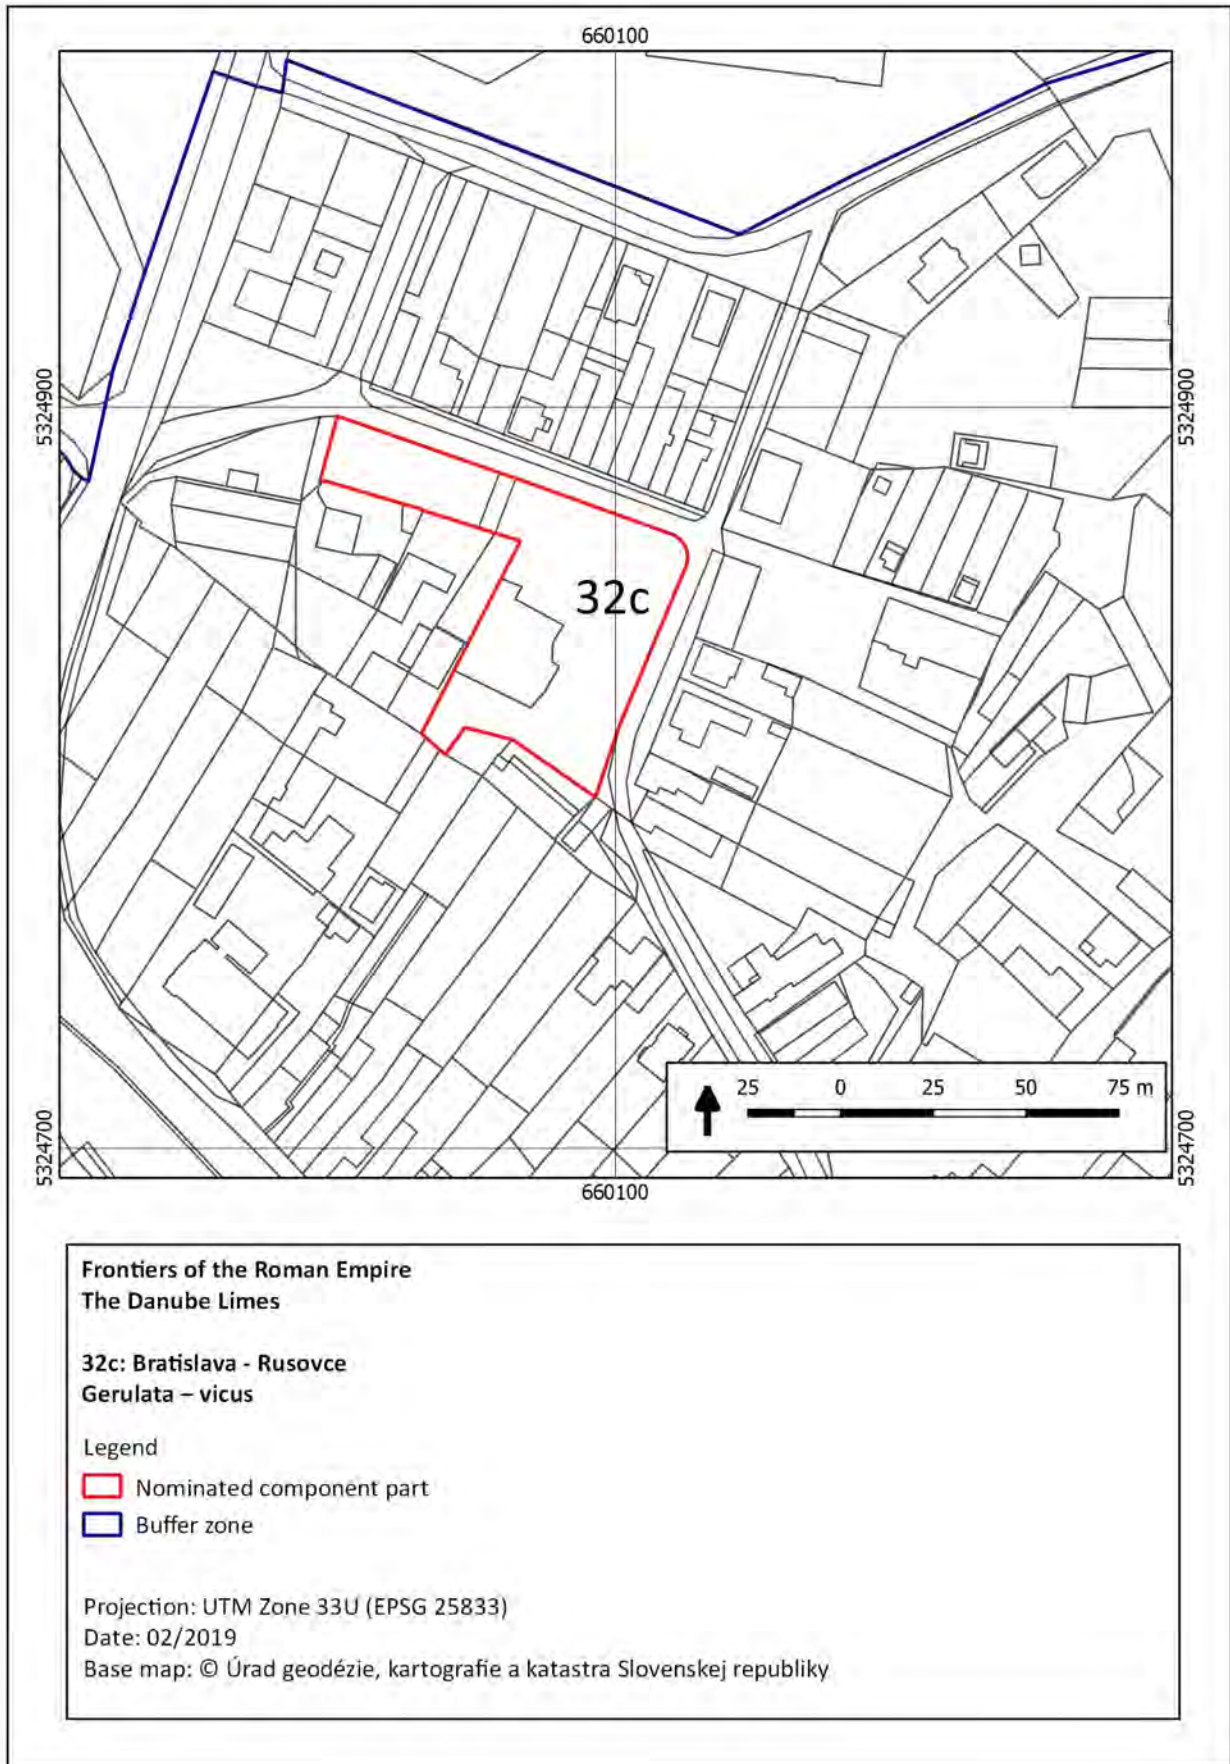 660100
5324900
5324900
32c
25 0 25 50 75 m
5324700
5324700
660100
Frontiers of the Roman Empire
The Danube Limes
32c: Bratislava - Rusovce
Gerulata – vicus
Legend
Nominated component part
Buffer zone
Projection: UTM Zone 33U (EPSG 25833)
Date: 02/2019
Base map: © Úrad geodézie, kartografie a katastra Slovenskej republiky